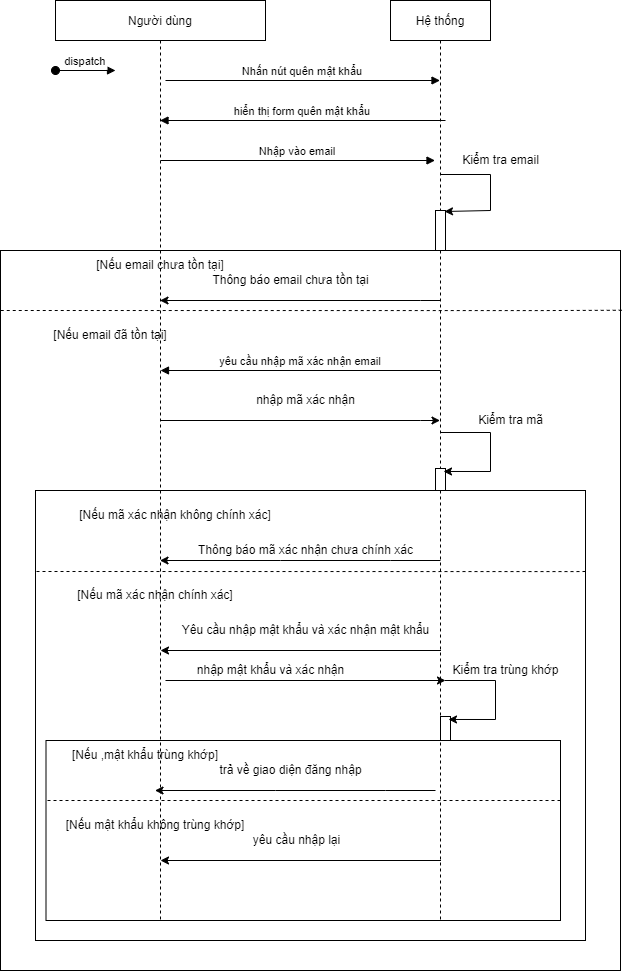 Người dùng
Hệ thống
dispatch
Nhấn nút quên mật khẩu
hiển thị form quên mật khẩu
Nhập vào email
Kiểm tra email
[Nếu email chưa tồn tại]
Thông báo email chưa tồn tại
[Nếu email đã tồn tại]
yêu cầu nhập mã xác nhận email
nhập mã xác nhận
Kiểm tra mã
[Nếu mã xác nhận không chính xác]
Thông báo mã xác nhận chưa chính xác
[Nếu mã xác nhận chính xác]
Yêu cầu nhập mật khẩu và xác nhận mật khẩu
nhập mật khẩu và xác nhận
Kiểm tra trùng khớp
[Nếu ,mật khẩu trùng khớp]
trả về giao diện đăng nhập
[Nếu mật khẩu không trùng khớp]
yêu cầu nhập lại